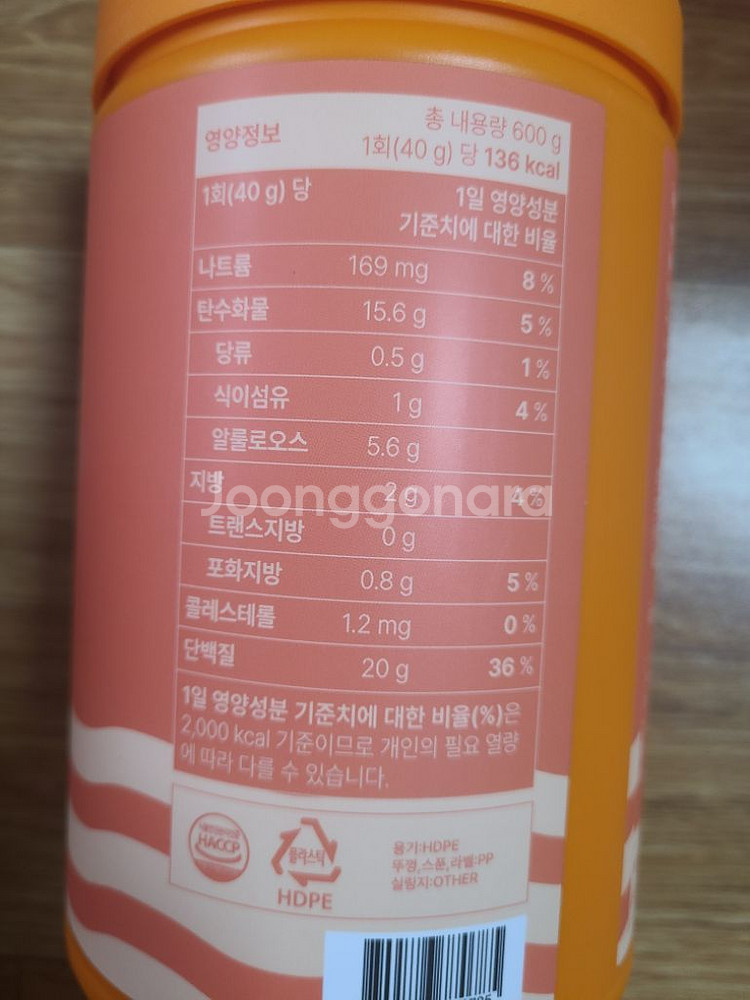 영양정보
총 내용량 600 g
1회(40 g) 당 136 kcal
1회(40 g) 당
1일 영양성분
기준치에 대한 비율
나트륨 169 mg 8 %
탄수화물 15.6 g 5 %
당류 0.5 g 1 %
식이섬유 1 g 4 %
알룰로오스 5.6 g
지방 2 g 4 %
Joonggonara
트랜스지방 0 g
포화지방 0.8 g 5 %
콜레스테롤 1.2 mg 0 %
단백질 20 g 36 %
1일 영양성분 기준치에 대한 비율(%)은
2,000 kcal 기준이므로 개인의 필요 열량
에 따라 다를 수 있습니다.
HACCP
플라스틱
HDPE
용기:HDPE
뚜껑,스푼,라벨:PP
실링지:OTHER